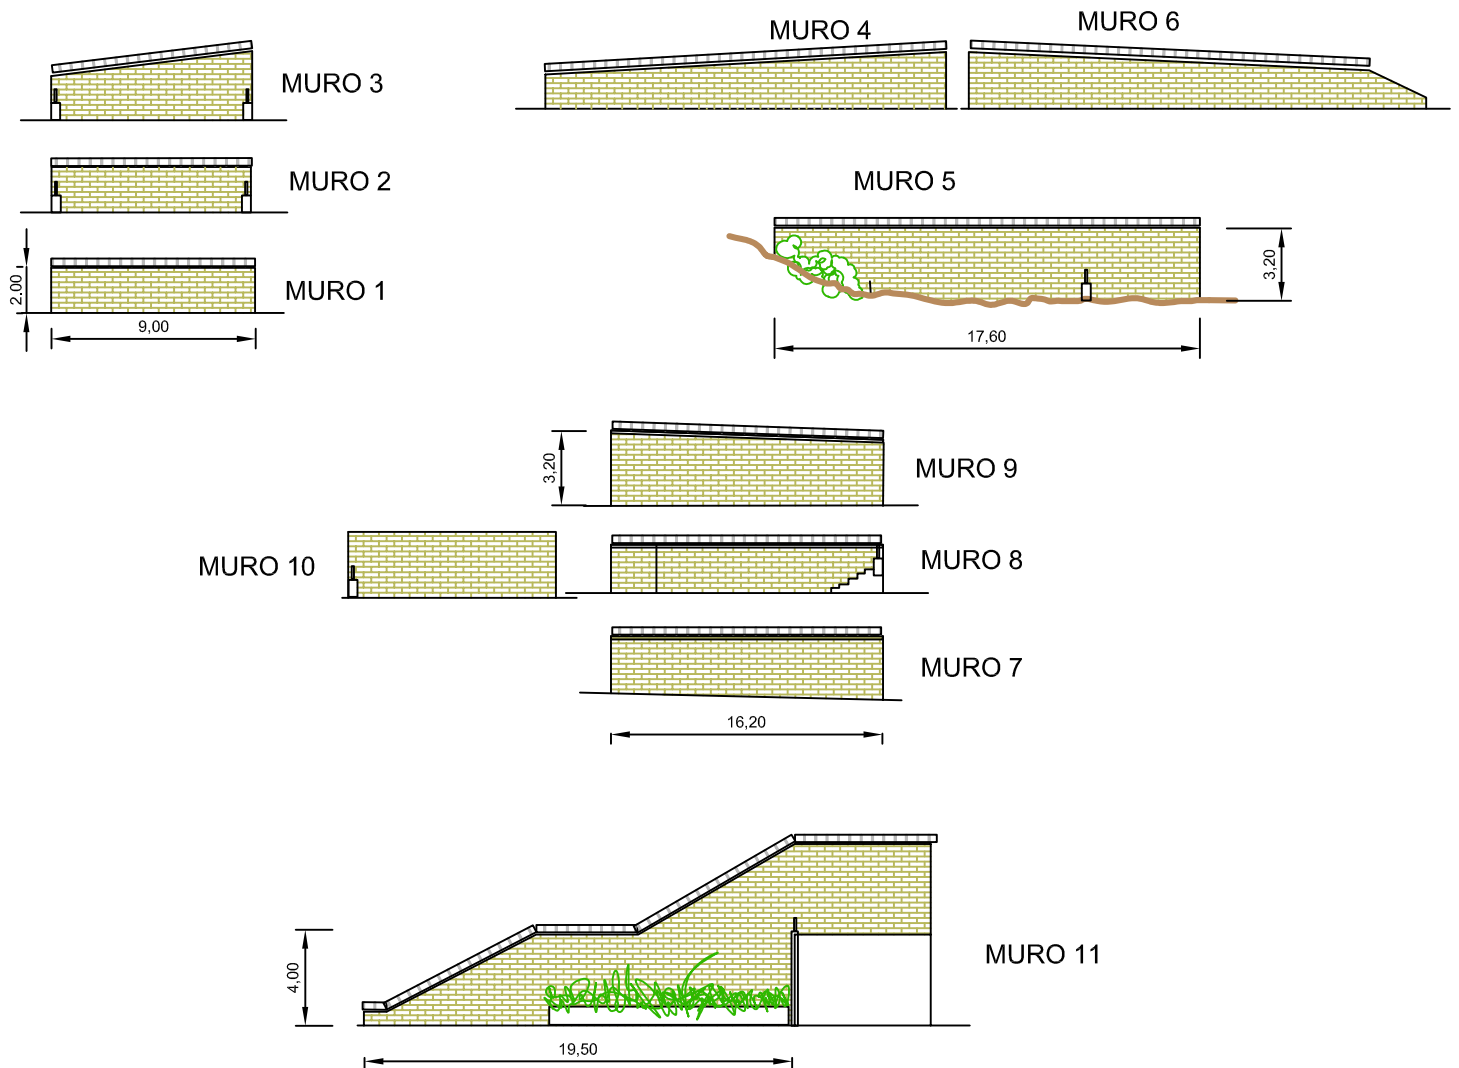 MURO 4
MURO 6
MURO 3
MURO 2
MURO 5
3,20
2.00
MURO 1
9,00
17,60
3,20
MURO 9
MURO 10
MURO 8
MURO 7
16,20
4,00
MURO 11
19,50